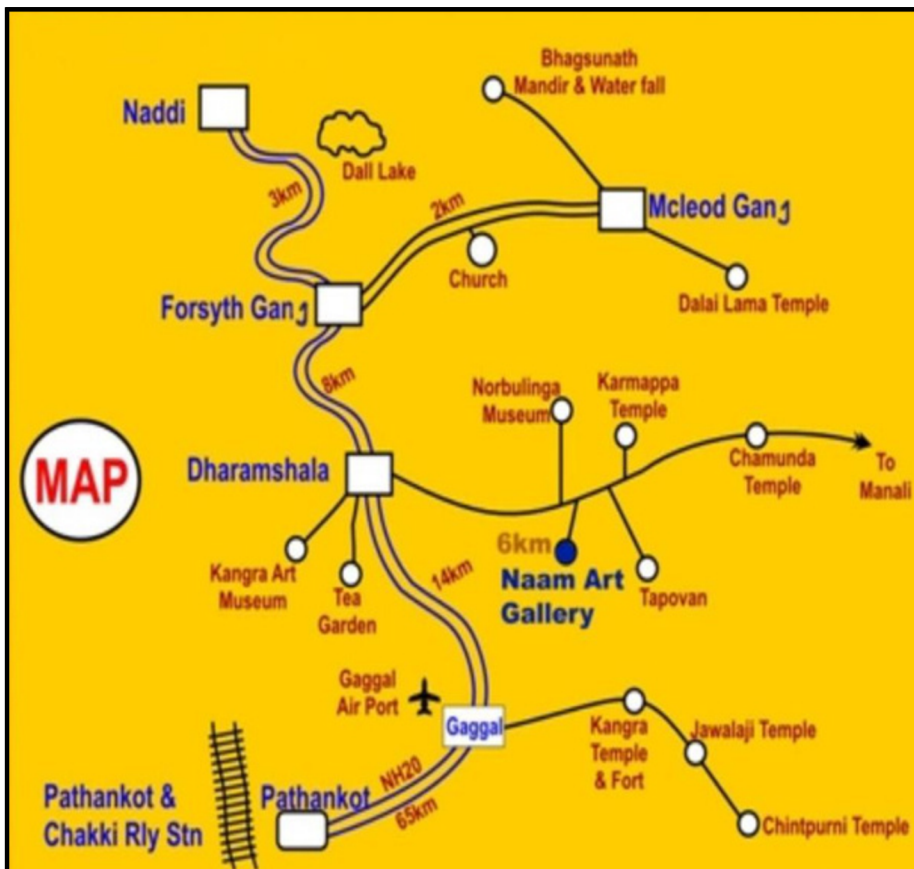 Bhagsunath
Mandir & Water fall
Naddi
Dall Lake
3km
2km
Mcleod Ganj
Church
Dalai Lama Temple
Forsyth Ganj
8km
Norbulinga
Museum
Karmappa
Temple
MAP
Dharamshala
Chamunda
Temple
To
Manali
6km
Naam Art
Gallery
Kangra Art
Museum
Tea
Garden
14km
Tapovan
Gaggal
Air Port
Gaggal
Kangra
Temple
& Fort
Jawalaji Temple
Pathankot &
Chakki Rly Stn
Pathankot
NH20
65km
Chintpurni Temple